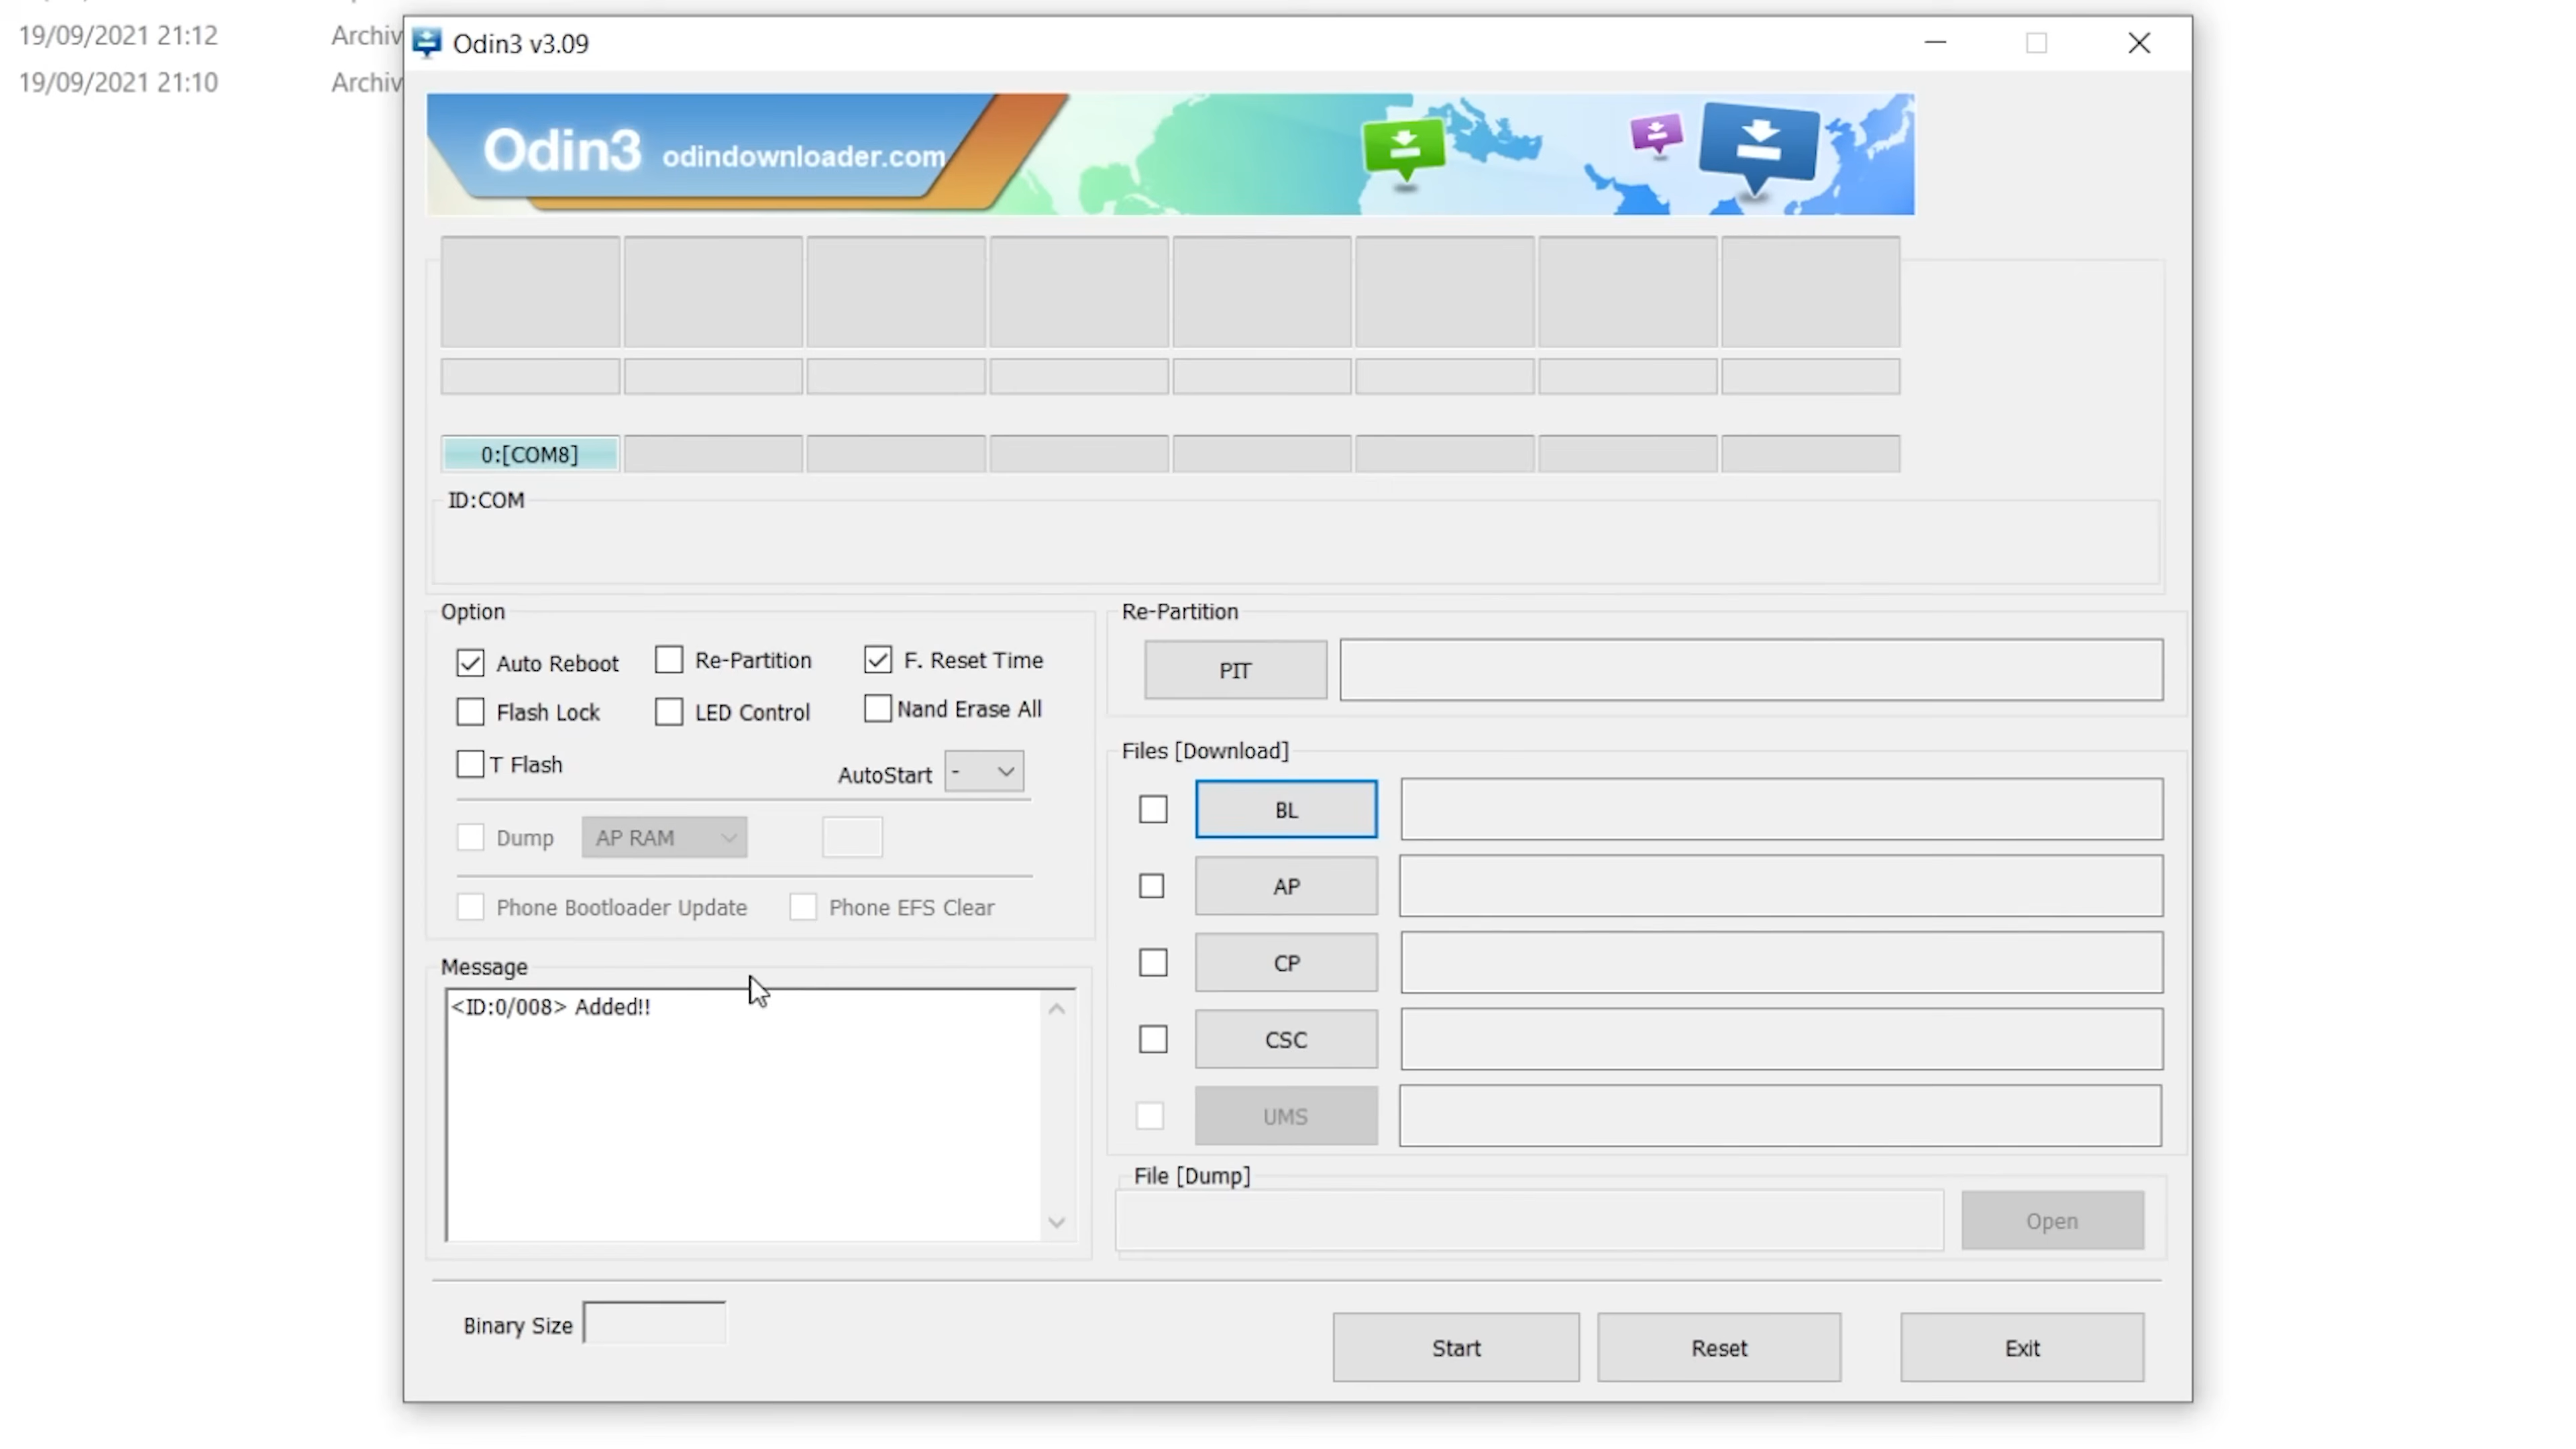 19/09/2021 21:12 Archiv
19/09/2021 21:10 Archiv
Odin3 v3.09
Odin3 odindownloader.com
0:[COM8]
ID:COM
Option
Auto Reboot Re-Partition F. Reset Time
Flash Lock LED Control Nand Erase All
T Flash AutoStart -
Dump AP RAM
Phone Bootloader Update Phone EFS Clear
Message
<ID:0/008> Added!!
Re-Partition
PIT
Files [Download]
BL
AP
CP
CSC
UMS
File [Dump]
Open
Binary Size
Start Reset Exit